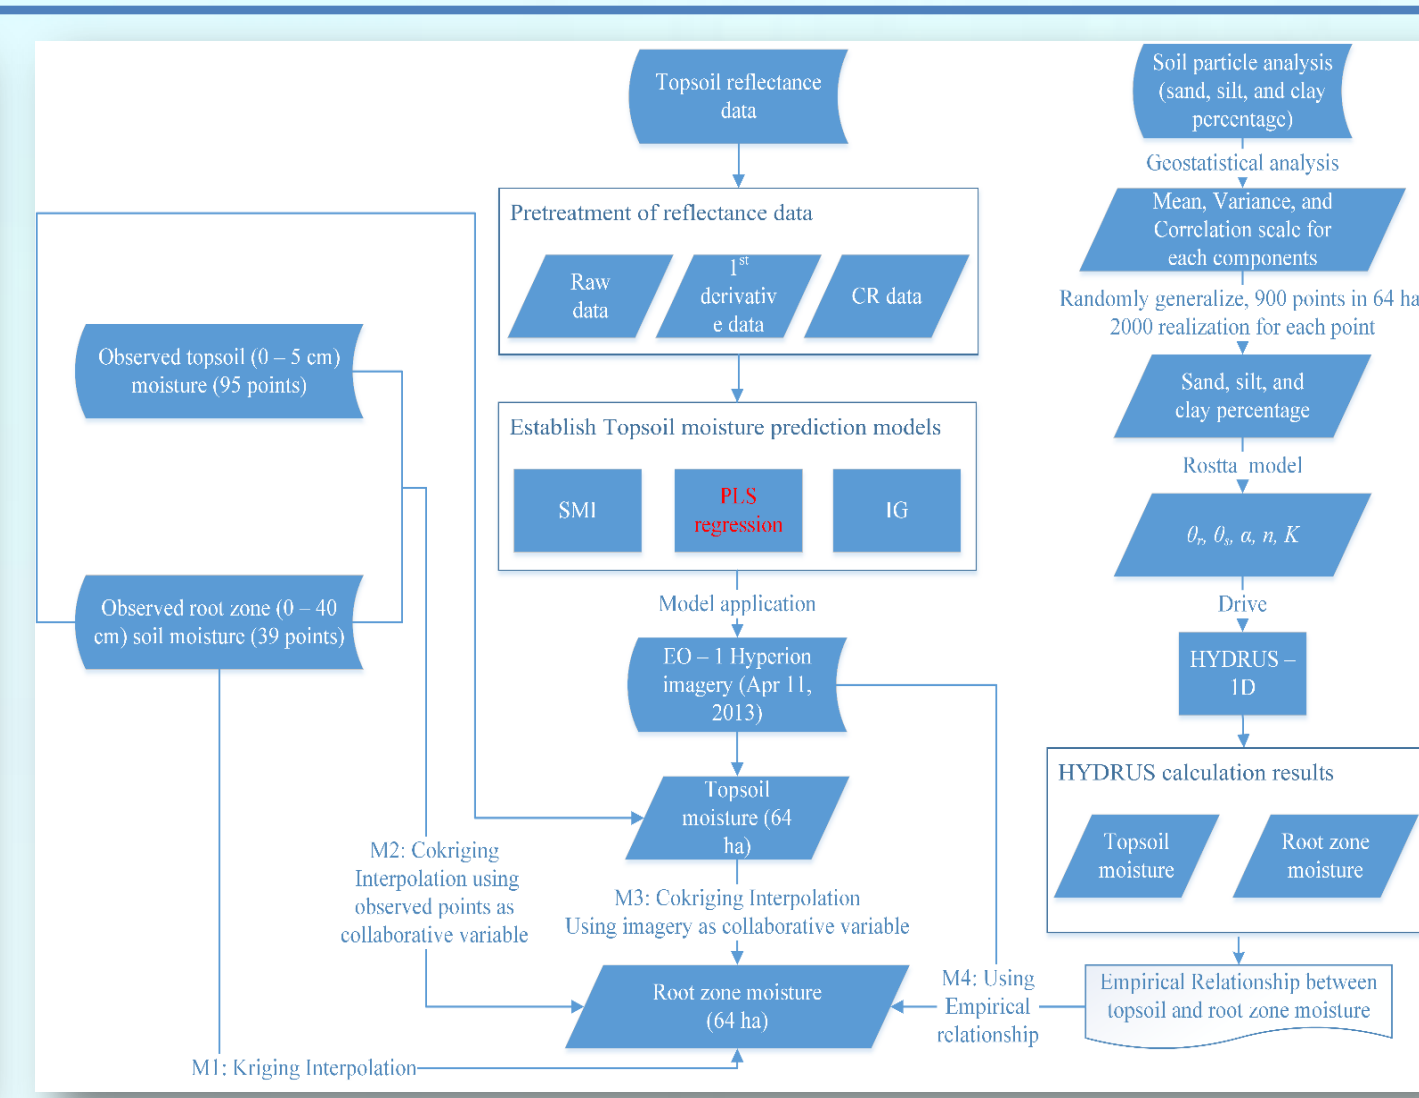 Topsoil reflectance
data
Pretreatment of reflectance data
Raw
data
1st
derivativ
e data
CR data
Establish Topsoil moisture prediction models
SMI
PLS
regression
IG
Model application
EO – 1 Hyperion
imagery (Apr 11,
2013)
Topsoil
moisture (64
ha)
M3: Cokriging Interpolation
Using imagery as collaborative variable
Root zone moisture
(64 ha)
Observed topsoil (0 – 5 cm)
moisture (95 points)
Observed root zone (0 – 40
cm) soil moisture (39 points)
M2: Cokriging
Interpolation using
observed points as
collaborative variable
M1: Kriging Interpolation
Soil particle analysis
(sand, silt, and clay
percentage)
Geostatistical analysis
Mean, Variance, and
Correlation scale for
each components
Randomly generalize, 900 points in 64 ha
2000 realization for each point
Sand, silt, and
clay percentage
Rostta model
θr, θs, α, n, K
Drive
HYDRUS –
1D
HYDRUS calculation results
Topsoil
moisture
Root zone
moisture
Empirical Relationship between
topsoil and root zone moisture
M4: Using
Empirical
relationship